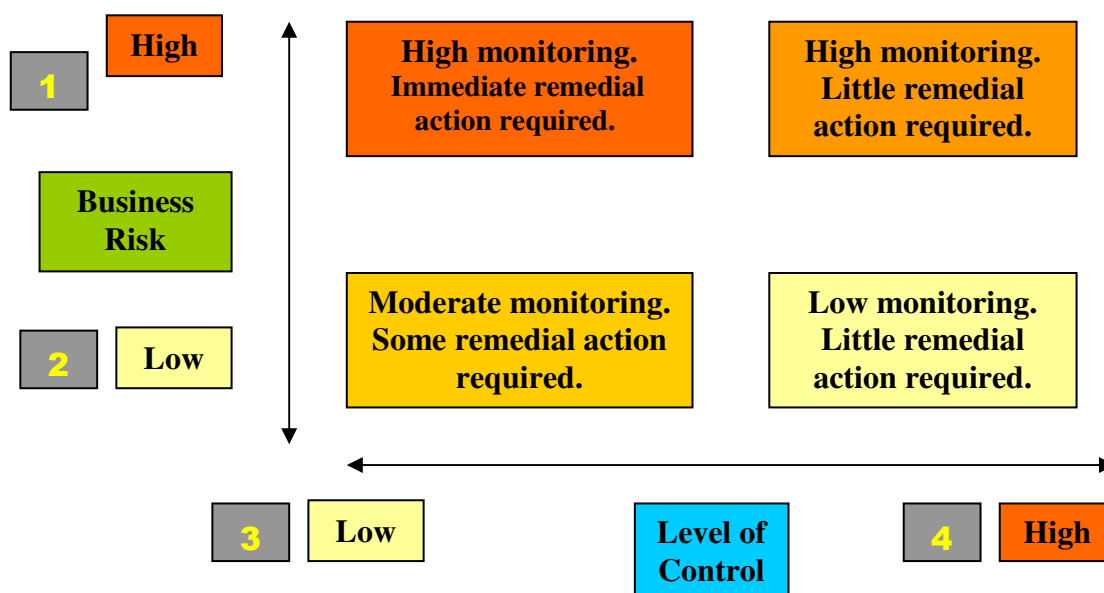 High
1
High monitoring.
Immediate remedial
action required.
High monitoring.
Little remedial
action required.
Business
Risk
2
Low
Moderate monitoring.
Some remedial action
required.
Low monitoring.
Little remedial
action required.
3
Low
Level of
Control
4
High